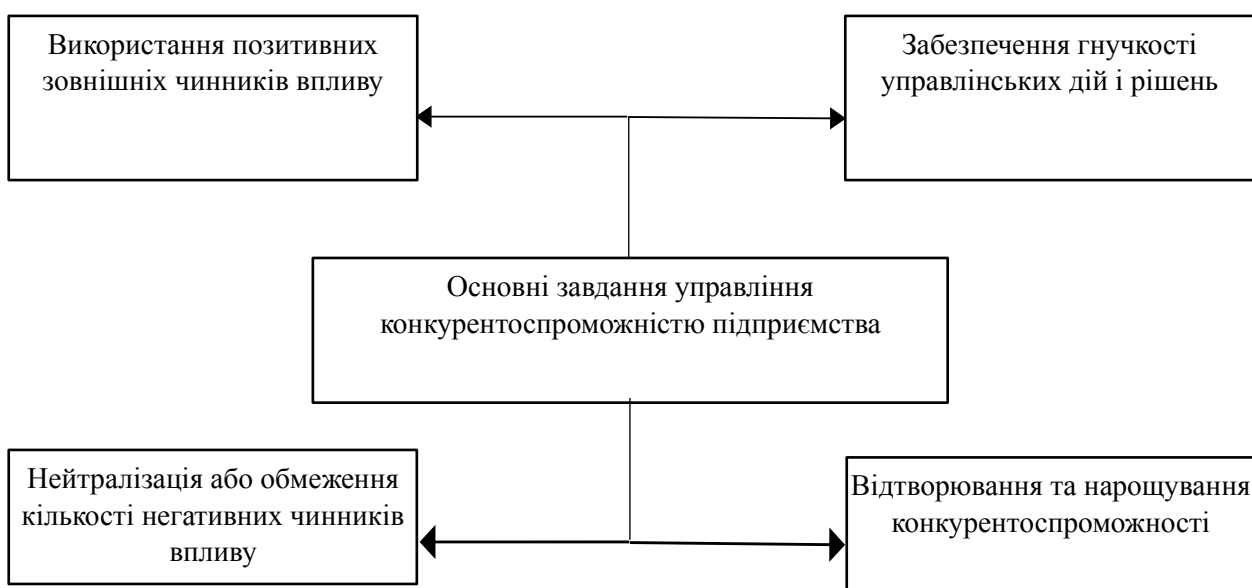 Використання позитивних
зовнішніх чинників впливу
Забезпечення гнучкості
управлінських дій і рішень
Основні завдання управління
конкурентоспроможністю підприємства
Нейтралізація або обмеження
кількості негативних чинників
впливу
Відтворювання та нарощування
конкурентоспроможності